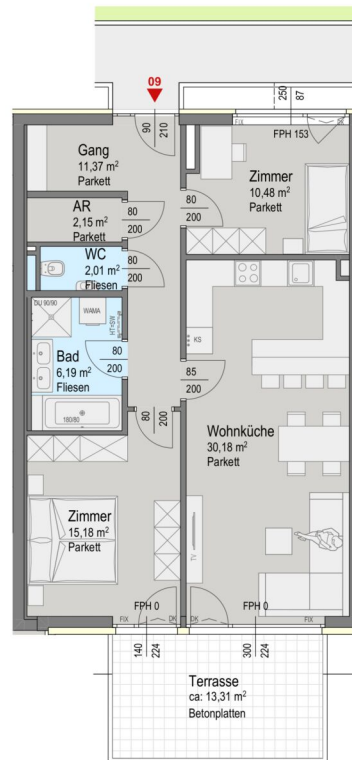 09
250
87
90
210
FIX
FPH 153
Gang
11,37 m²
Parkett
Zimmer
10,48 m²
Parkett
80
200
AR
2,15 m²
Parkett
80
200
WC
2,01 m²
Fliesen
80
200
DU 90/90
WAMA
HT=SW
KS
Bad
6,19 m²
Fliesen
80
200
85
200
180/80
80
200
Wohnküche
30,18 m²
Parkett
Zimmer
15,18 m²
Parkett
TV
FPH 0
FPH 0
FIX
DK
DK
FIX
140
224
300
224
Terrasse
ca: 13,31 m²
Betonplatten